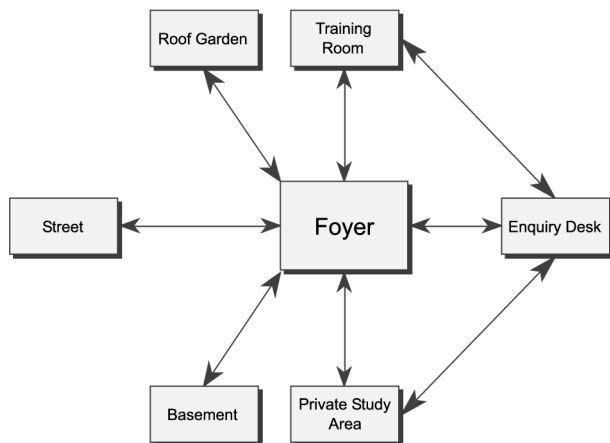 Roof Garden
Training
Room
Street
Foyer
Enquiry Desk
Basement
Private Study
Area